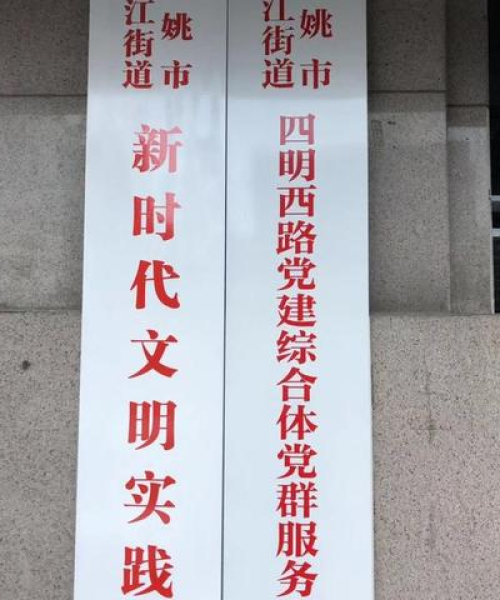 姚市
江街道
四明西路党建综合体党群服务
姚市
江街道
新时代文明实践